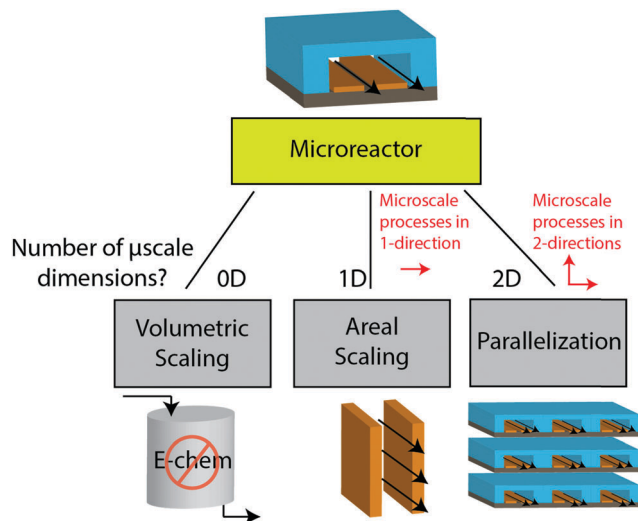 Microreactor
Microscale
processes in
1-direction
Microscale
processes in
2-directions
Number of µscale
dimensions?
0D
1D
2D
Volumetric
Scaling
Areal
Scaling
Parallelization
E-chem